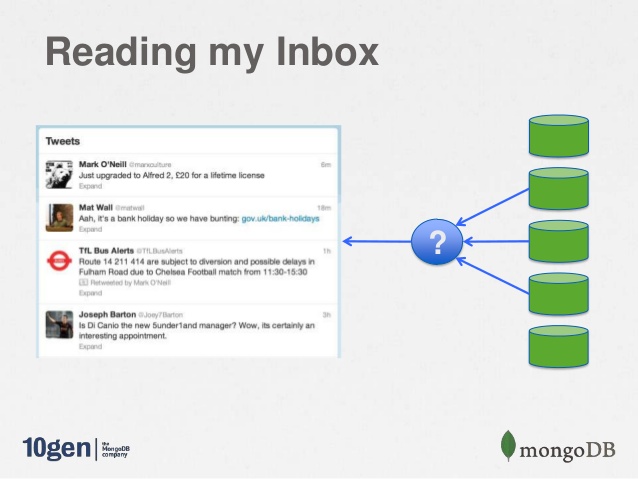 Reading my Inbox
Tweets
Mark O'Neill @marxculture 6m
Just upgraded to Alfred 2, £20 for a lifetime license
Expand
Mat Wall @matwall 18m
Aah, it's a bank holiday so we have bunting: gov.uk/bank-holidays
Expand
TfL Bus Alerts @TfLBusAlerts 1h
Route 14 211 414 are subject to diversion and possible delays in
Fulham Road due to Chelsea Football match from 11:30-15:30
Retweeted by Mark O'Neill
Expand
Joseph Barton @Joey7Barton 3h
Is Di Canio the new 5under1and manager? Wow, its certainly an
interesting appointment.
Expand
?
10gen the MongoDB company
mongoDB